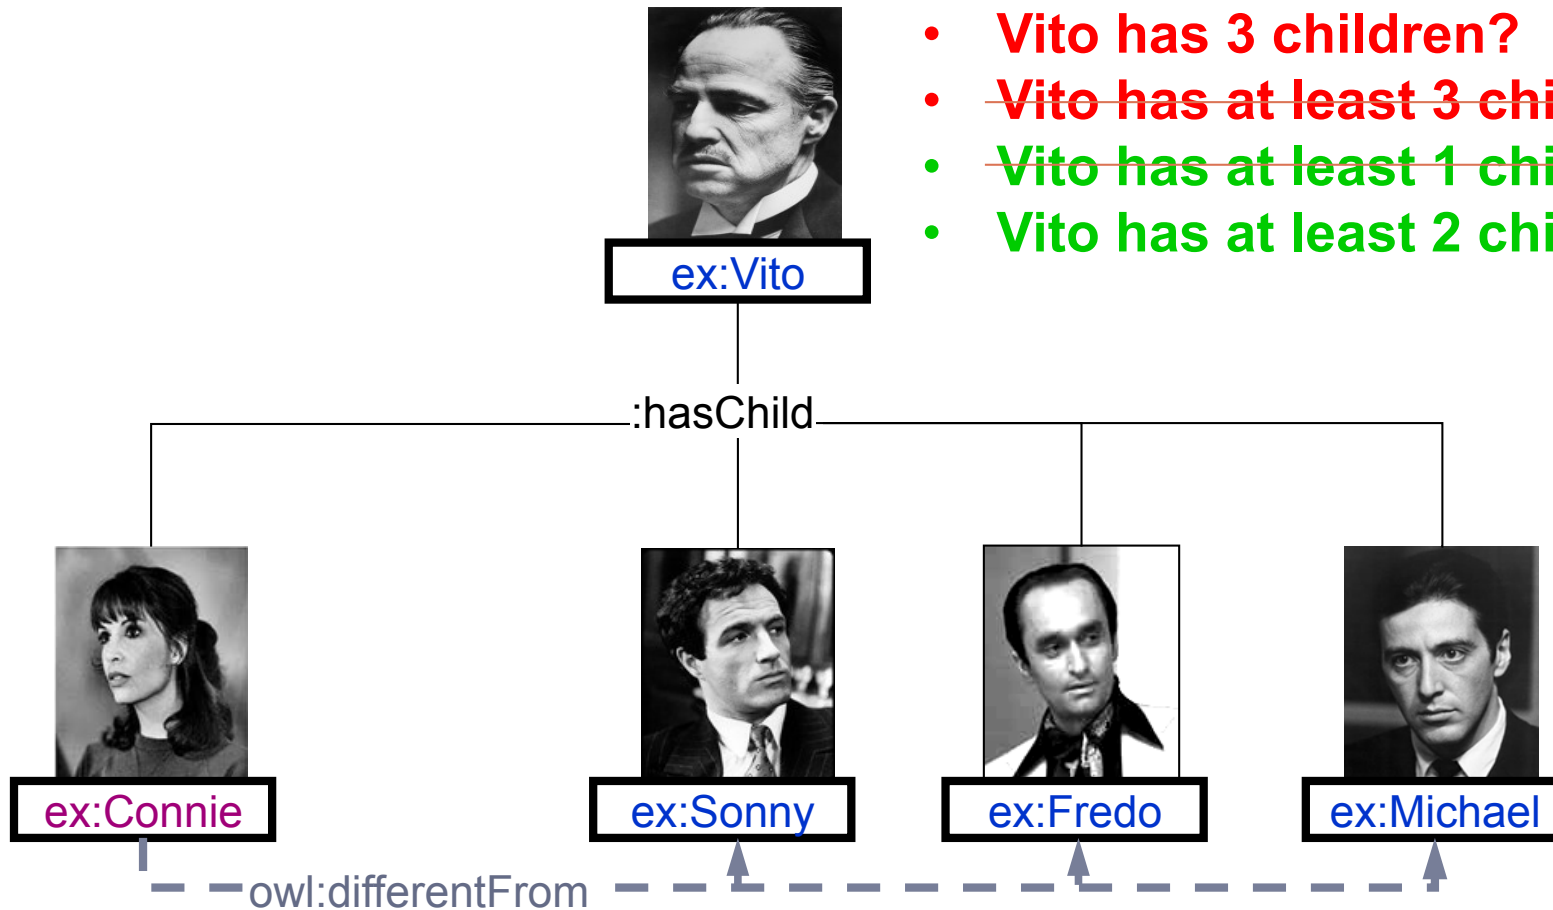 • Vito has 3 children?
• Vito has at least 3 chi
• Vito has at least 1 chi
• Vito has at least 2 chi
ex:Vito
:hasChild
ex:Connie ex:Sonny ex:Fredo ex:Michael
owl:differentFrom